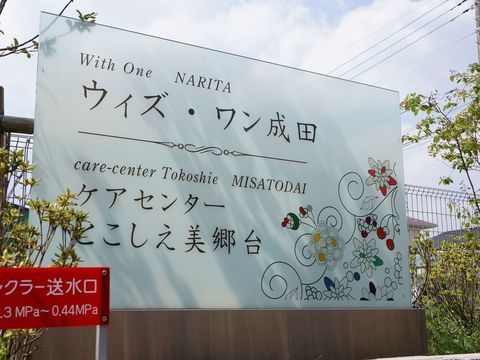 With One NARITA
ウィズ・ワン成田
care-center Tokoshie MISATODAI
ケアセンター
とこしえ美郷台
クラー送水口
.3 MPa～0.44MPa